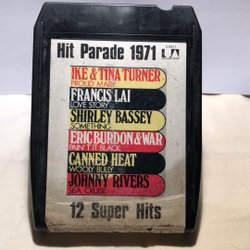 Hit Parade 1971
UA
IKE & TINA TURNER
PROUD MARY
FRANCIS LAI
LOVE STORY
SHIRLEY BASSEY
SOMETHING
ERIC BURDON & WAR
PAINT IT BLACK
CANNED HEAT
WOOLY BULLY
JOHNNY RIVERS
SEA CRUISE
12 Super Hits